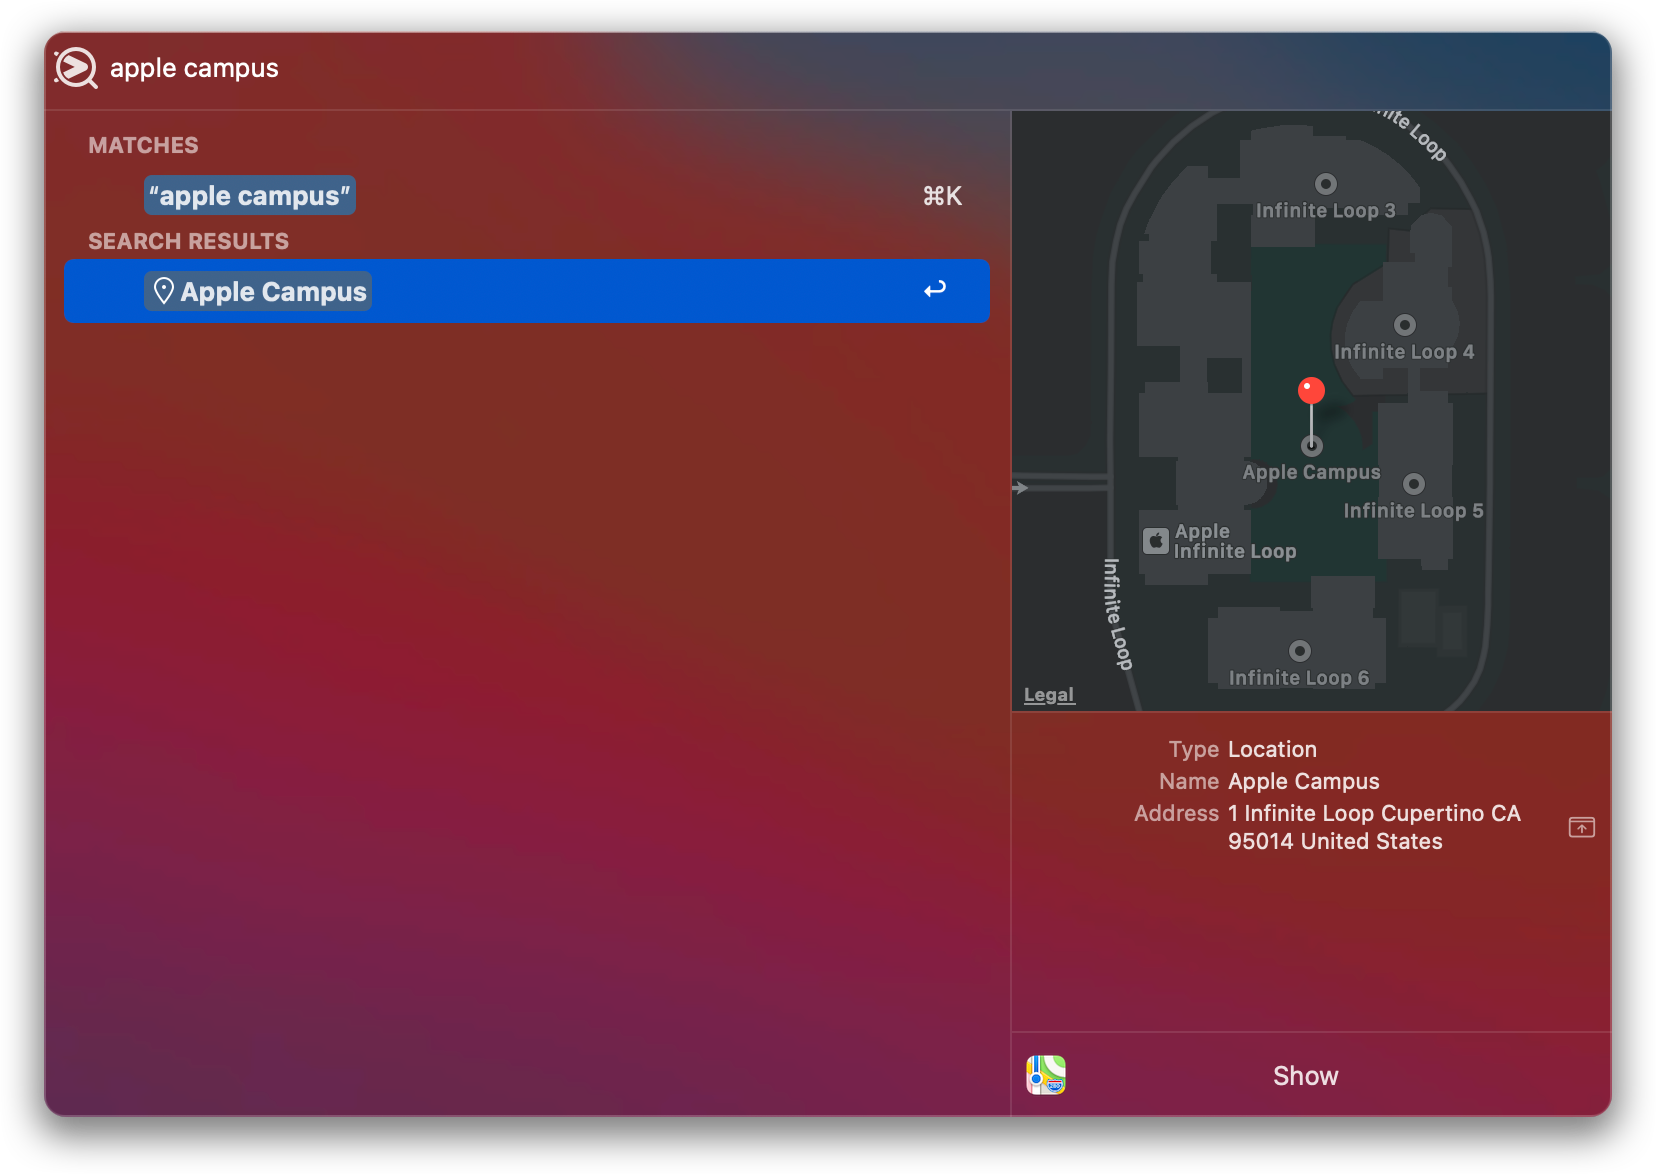 apple campus
MATCHES
“apple campus”
⌘K
SEARCH RESULTS
Apple Campus
Infinite Loop
Infinite Loop 3
Infinite Loop 4
Apple Campus
Infinite Loop 5
Apple
Infinite Loop
Infinite Loop
Infinite Loop 6
Legal
Type Location
Name Apple Campus
Address 1 Infinite Loop Cupertino CA
95014 United States
Show